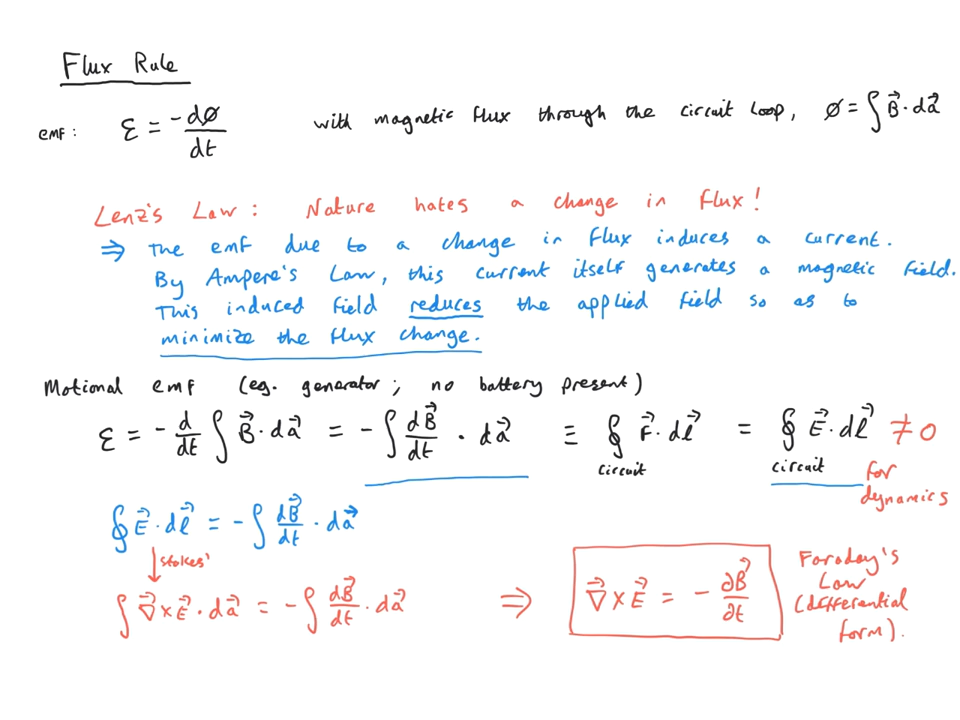 Flux Rule
emf: ε = -dø/dt with magnetic flux through the circuit loop, ø = ∫ B⃗ · da⃗
Lenz's Law: Nature hates a change in flux!
⇒ The emf due to a change in flux induces a current.
By Ampere's Law, this current itself generates a magnetic field.
This induced field reduces the applied field so as to
minimize the flux change.
Motional emf (eg. generator; no battery present)
ε = - d/dt ∫ B⃗ · da⃗ = - ∫ dB⃗/dt · da⃗ ≡ ∮ F⃗ · dl⃗ = ∮ E⃗ · dl⃗ ≠ 0
circuit circuit for
dynamics
∮ E⃗ · dl⃗ = - ∫ dB⃗/dt · da⃗
↓ Stokes'
∫ ∇⃗ × E⃗ · da⃗ = - ∫ dB⃗/dt · da⃗ ⇒ ∇⃗ × E⃗ = - ∂B⃗/∂t
Faraday's
Law
(differential
form).